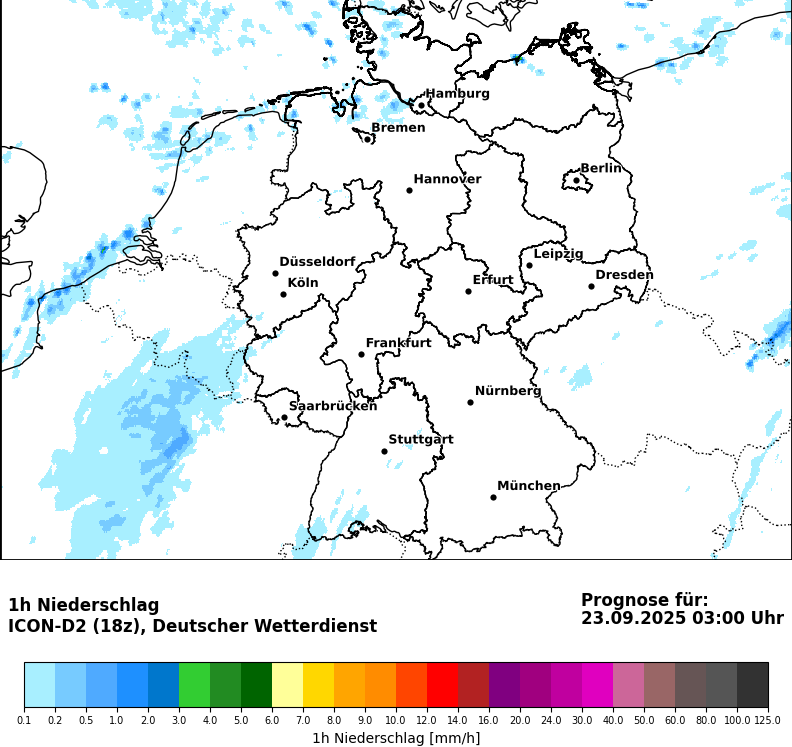 Hamburg
Bremen
Berlin
Hannover
Leipzig
Düsseldorf
Dresden
Köln
Erfurt
Frankfurt
Nürnberg
Saarbrücken
Stuttgart
München
1h Niederschlag
ICON-D2 (18z), Deutscher Wetterdienst
Prognose für:
23.09.2025 03:00 Uhr
0.1 0.2 0.5 1.0 2.0 3.0 4.0 5.0 6.0 7.0 8.0 9.0 10.0 12.0 14.0 16.0 20.0 24.0 30.0 40.0 50.0 60.0 80.0 100.0 125.0
1h Niederschlag [mm/h]